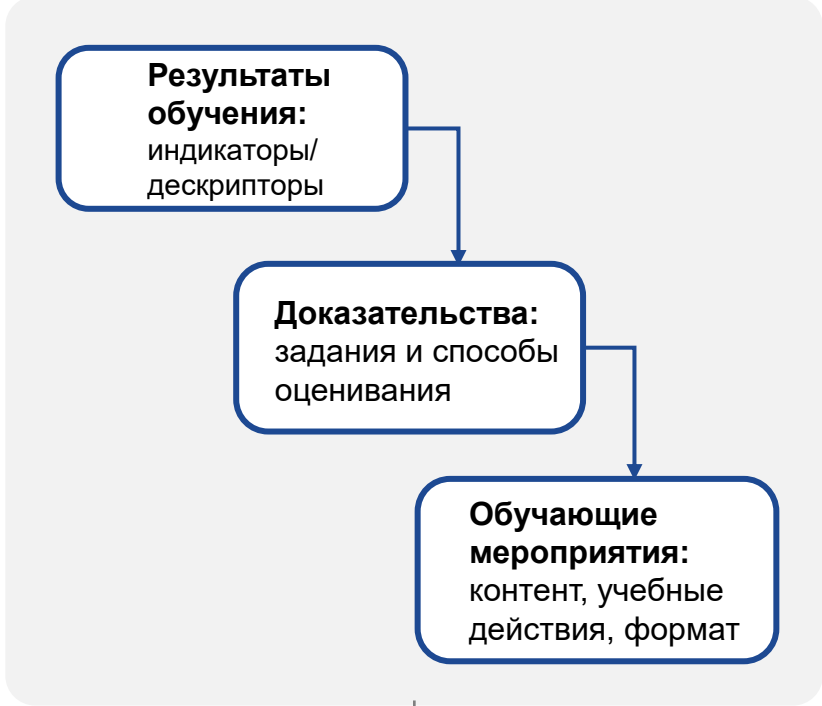 Результаты
обучения:
индикаторы/
дескрипторы
Доказательства:
задания и способы
оценивания
Обучающие
мероприятия:
контент, учебные
действия, формат